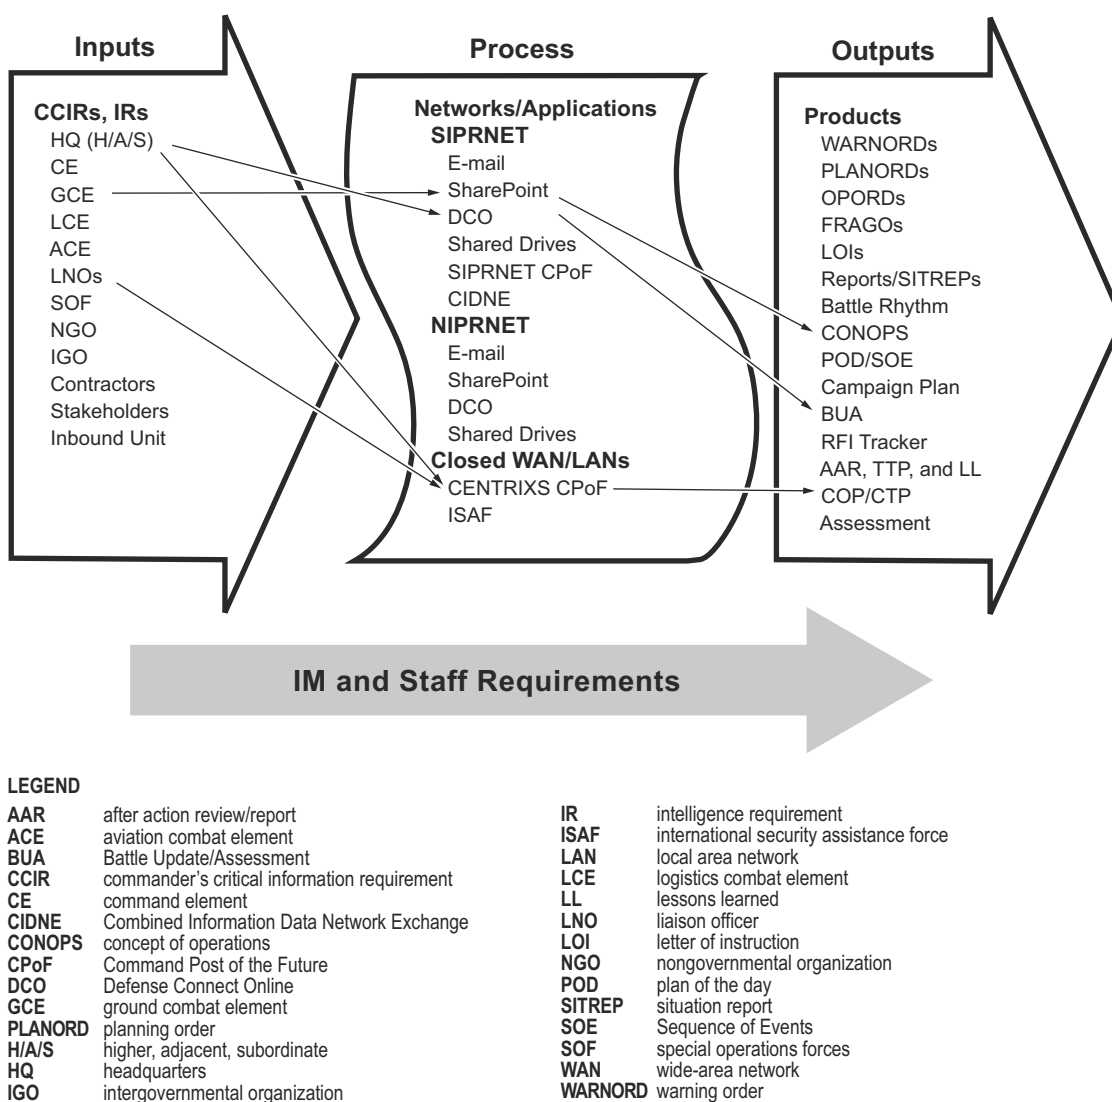 Inputs
Process
Outputs
CCIRs, IRs
HQ (H/A/S)
CE
GCE
LCE
ACE
LNOs
SOF
NGO
IGO
Contractors
Stakeholders
Inbound Unit
Networks/Applications
SIPRNET
E-mail
SharePoint
DCO
Shared Drives
SIPRNET CPoF
CIDNE
NIPRNET
E-mail
SharePoint
DCO
Shared Drives
Closed WAN/LANs
CENTRIXS CPoF
ISAF
Products
WARNORDs
PLANORDs
OPORDs
FRAGOs
LOIs
Reports/SITREPs
Battle Rhythm
CONOPS
POD/SOE
Campaign Plan
BUA
RFI Tracker
AAR, TTP, and LL
COP/CTP
Assessment
IM and Staff Requirements
LEGEND
AAR after action review/report
ACE aviation combat element
BUA Battle Update/Assessment
CCIR commander's critical information requirement
CE command element
CIDNE Combined Information Data Network Exchange
CONOPS concept of operations
CPoF Command Post of the Future
DCO Defense Connect Online
GCE ground combat element
PLANORD planning order
H/A/S higher, adjacent, subordinate
HQ headquarters
IGO intergovernmental organization
IR intelligence requirement
ISAF international security assistance force
LAN local area network
LCE logistics combat element
LL lessons learned
LNO liaison officer
LOI letter of instruction
NGO nongovernmental organization
POD plan of the day
SITREP situation report
SOE Sequence of Events
SOF special operations forces
WAN wide-area network
WARNORD warning order